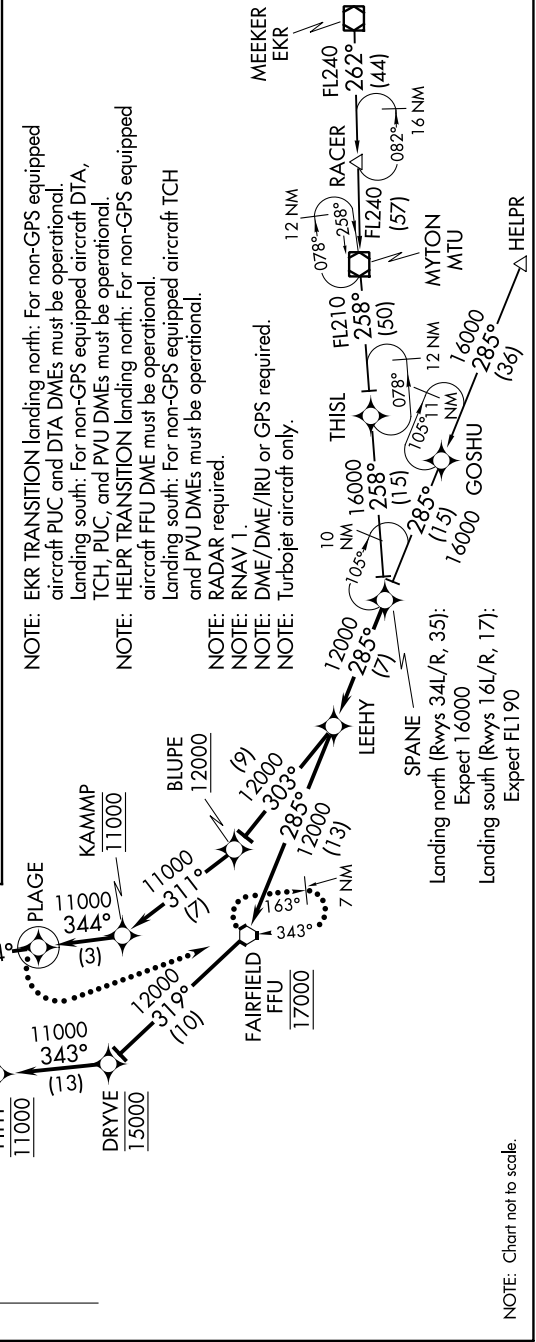 NOTE: EKR TRANSITION landing north: For non-GPS equipped
aircraft PUC and DTA DMEs must be operational.
Landing south: For non-GPS equipped aircraft DTA,
TCH, PUC, and PVU DMEs must be operational.
NOTE: HELPR TRANSITION landing north: For non-GPS equipped
aircraft FFU DME must be operational.
Landing south: For non-GPS equipped aircraft TCH
and PVU DMEs must be operational.
NOTE: RADAR required.
NOTE: RNAV 1.
NOTE: DME/DME/IRU or GPS required.
NOTE: Turbojet aircraft only.
PLAGE
11000
344°
(3)
KAMMP
11000
11000
311°
(7)
BLUPE
12000
(9)
12000
303°
285°
12000
(13)
LEEHY
12000
285°
(7)
11000
11000
343°
(13)
DRYVE
15000
12000
319°
(10)
FAIRFIELD
FFU
17000
163°
343°
7 NM
SPANE
Landing north (Rwys 34L/R, 35):
Expect 16000
Landing south (Rwys 16L/R, 17):
Expect FL190
10
NM
105°
16000
258°
(15)
THISL
078°
12 NM
FL210
258°
(50)
MYTON
MTU
12 NM
078°
258°
FL240
(57)
RACER
082°
16 NM
FL240
262°
(44)
MEEKER
EKR
285°
(15)
16000
GOSHU
105°
11
NM
16000
285°
(36)
HELPR
NOTE: Chart not to scale.